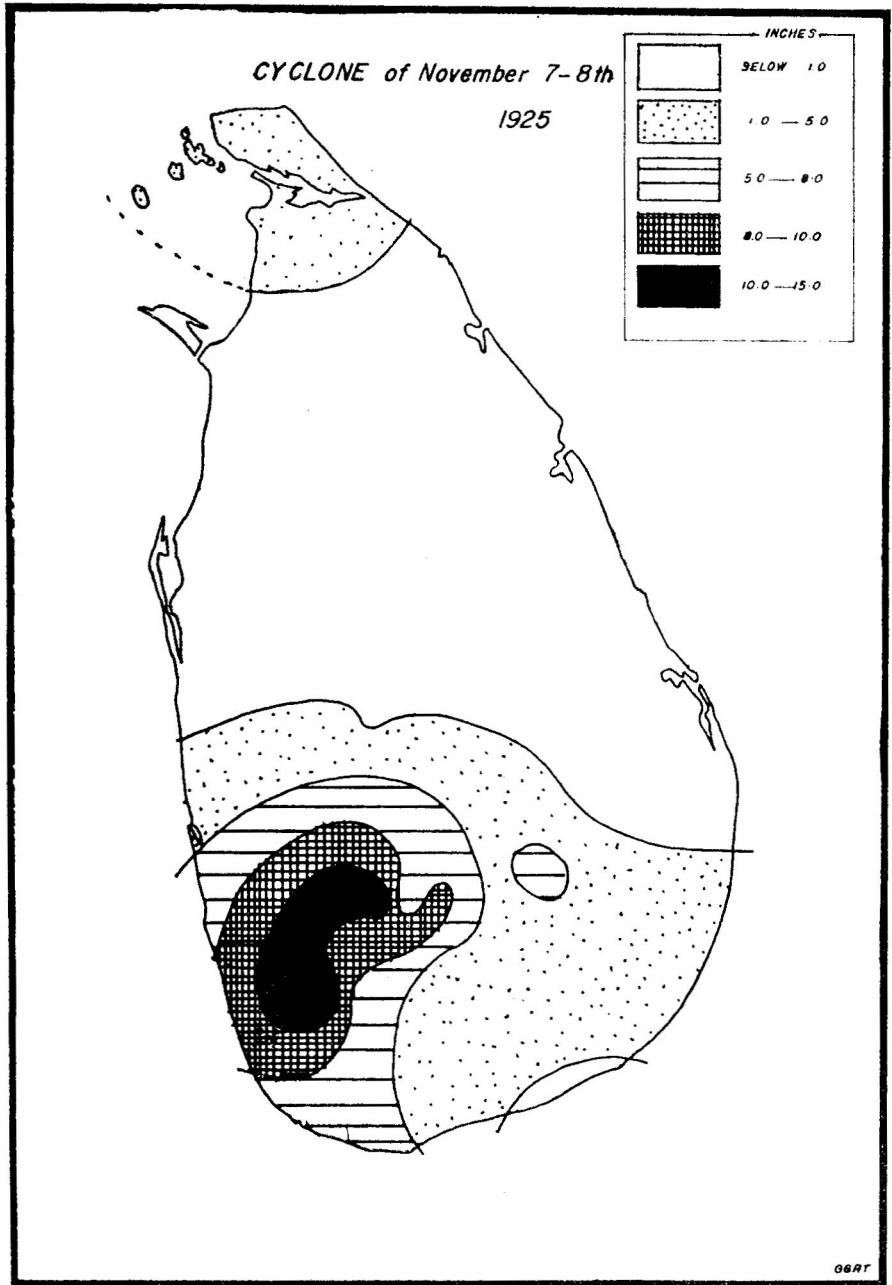 CYCLONE of November 7-8th
1925
INCHES
BELOW 1.0
1.0 — 5.0
5.0 — 8.0
8.0 — 10.0
10.0 — 15.0